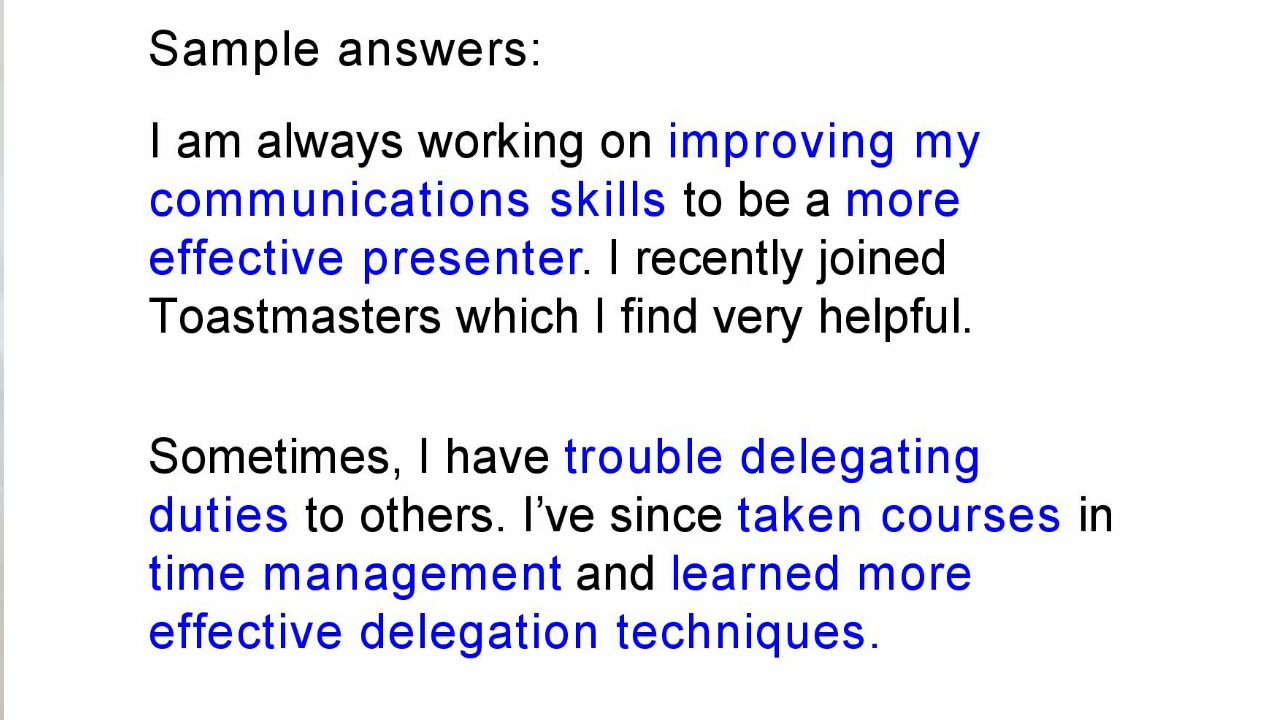 Sample answers:
I am always working on improving my
communications skills to be a more
effective presenter. I recently joined
Toastmasters which I find very helpful.
Sometimes, I have trouble delegating
duties to others. I’ve since taken courses in
time management and learned more
effective delegation techniques.